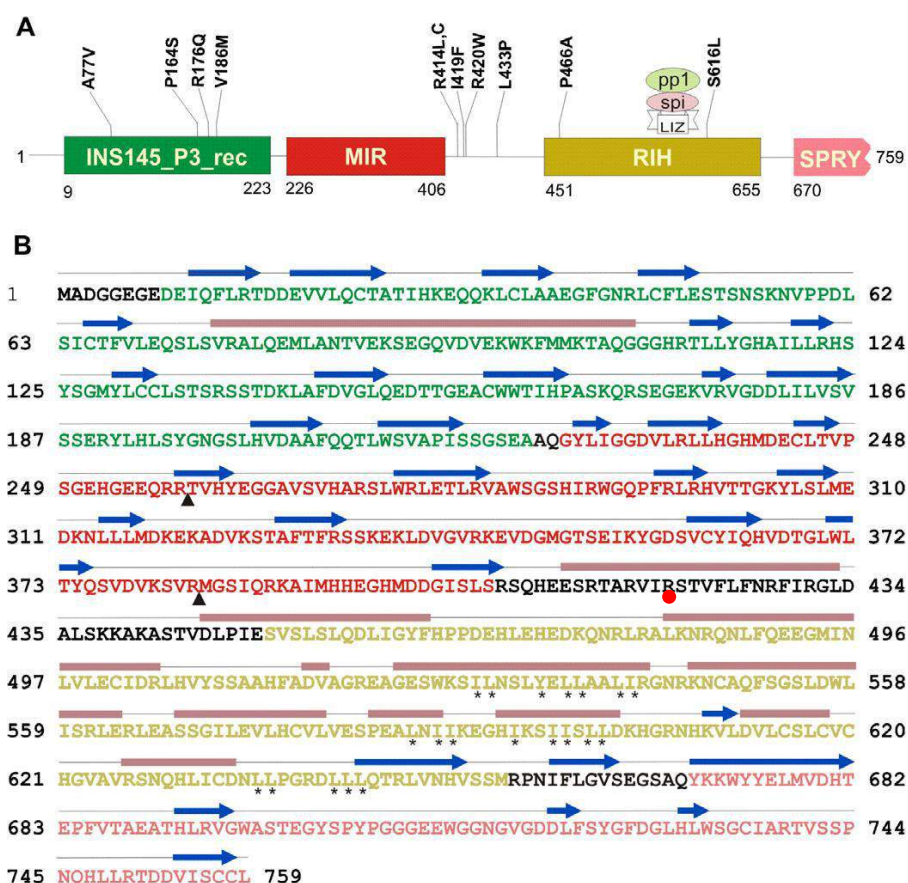 A
A77V P164S R176Q V186M R414L,C I419F R420W L433P P466A S616L
pp1
spi
LIZ
1 INS145_P3_rec MIR RIH SPRY 759
9 223 226 406 451 655 670
B
1 MADGGEGEDEIQFLRTDDEVVLQCTATIHKEQQKLCLAAEGFGNRLCFLESTSNSKNVPPDL 62
63 SICTFVLEQSLSVRALQEMLANTVEKSEGQVDVEKWKFMMKTAQGGGHRTLLYGHAILLRHS 124
125 YSGMYLCCLSTSRSSTDKLAFDVGLQEDTTGEACWWTIHPASKQRSEGEKVRVGDDLILVSV 186
187 SSERYLHLSYGNGSLHVDAAFQQTLWSVAPISSGSEAAQGYLIGGDVLRLLHGHMDECLTVP 248
249 SGEHGEEQRRTVHYEGGAVSVHARSLWRLETLRVAWSGSHIRWGQPFRLRHVTTGKYLSLME 310
311 DKNLLLMDKEKADVKSTAFTFRSSKEKLDVGVRKEVDGMGTSEIKYGDSVCYIQHVDTGLWL 372
373 TYQSVDVKSVRMGSIQRKAIMHHEGHMDDGISLSRSQHEESRTARVIRSTVFLFNRFIRGLD 434
435 ALSKKAKASTVDLPIESVSLSLQDLIGYFHPPDEHLEHEDKQNRLRALKNRQNLFQEEGMIN 496
497 LVLECIDRLHVYSSAAHFADVAGREAGESWKSILNSLYELLAALIRGNRKNCAQFSGSLDWL 558
** * ** **
559 ISRLERLEASSGILEVLHCVLVESPEALNIIKEGHIKSIISLLDKHGRNHKVLDVLCSLCVC 620
* ** * ** **
621 HGVAVRSNQHLICDNLLPGRDLLLQTRLVNHVSSMRPNIFLGVSEGSAQYKKWYYELMVDHT 682
** ***
683 EPFVTAEATHLRVGWASTEGYSPYPGGGEEWGGNGVGDDLFSYGFDGLHLWSGCIARTVSSP 744
745 NQHLLRTDDVISCCL 759